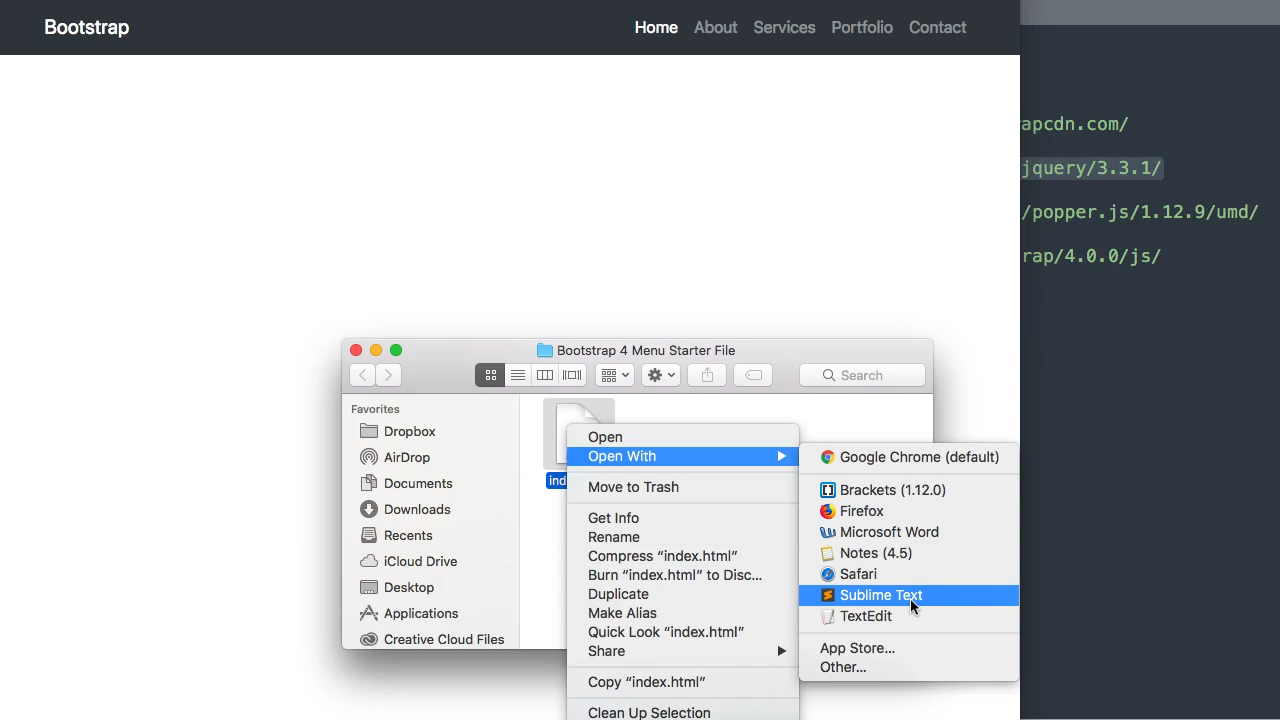 Bootstrap
Home About Services Portfolio Contact
apcdn.com/
jquery/3.3.1/
/popper.js/1.12.9/umd/
rap/4.0.0/js/
Bootstrap 4 Menu Starter File
Search
Favorites
Dropbox
AirDrop
Documents
Downloads
Recents
iCloud Drive
Desktop
Applications
Creative Cloud Files
ind
Open
Open With
Move to Trash
Get Info
Rename
Compress “index.html”
Burn “index.html” to Disc...
Duplicate
Make Alias
Quick Look “index.html”
Share
Copy “index.html”
Clean Up Selection
Google Chrome (default)
Brackets (1.12.0)
Firefox
Microsoft Word
Notes (4.5)
Safari
Sublime Text
TextEdit
App Store...
Other...